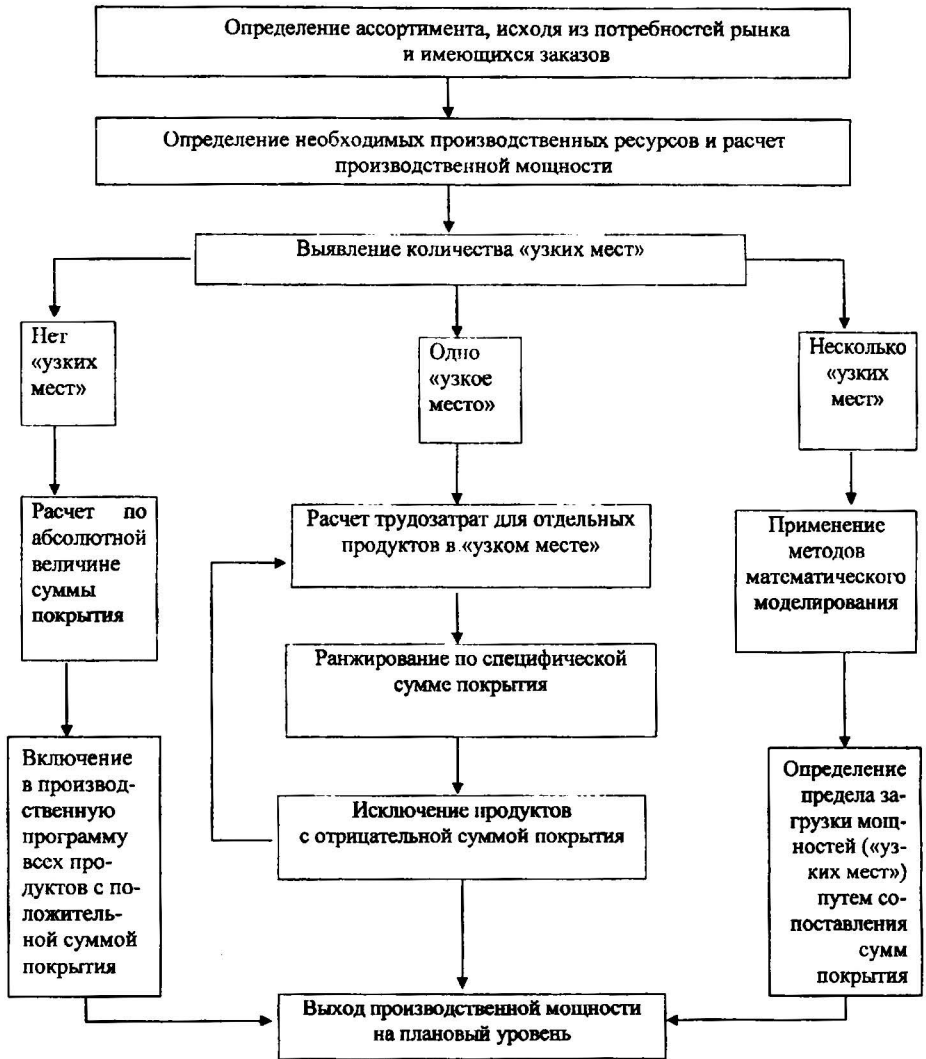 Определение ассортимента, исходя из потребностей рынка
и имеющихся заказов
Определение необходимых производственных ресурсов и расчет
производственной мощности
Выявление количества «узких мест»
Нет
«узких
мест»
Одно
«узкое
место»
Несколько
«узких
мест»
Расчет по
абсолютной
величине
суммы
покрытия
Расчет трудозатрат для отдельных
продуктов в «узком месте»
Применение
методов
математического
моделирования
Ранжирование по специфической
сумме покрытия
Включение
в производ-
ственную
программу
всех про-
дуктов с по-
ложитель-
ной суммой
покрытия
Исключение продуктов
с отрицательной суммой покрытия
Определение
предела за-
грузки мощ-
ностей («уз-
ких мест»)
путем со-
поставления
сумм
покрытия
Выход производственной мощности
на плановый уровень